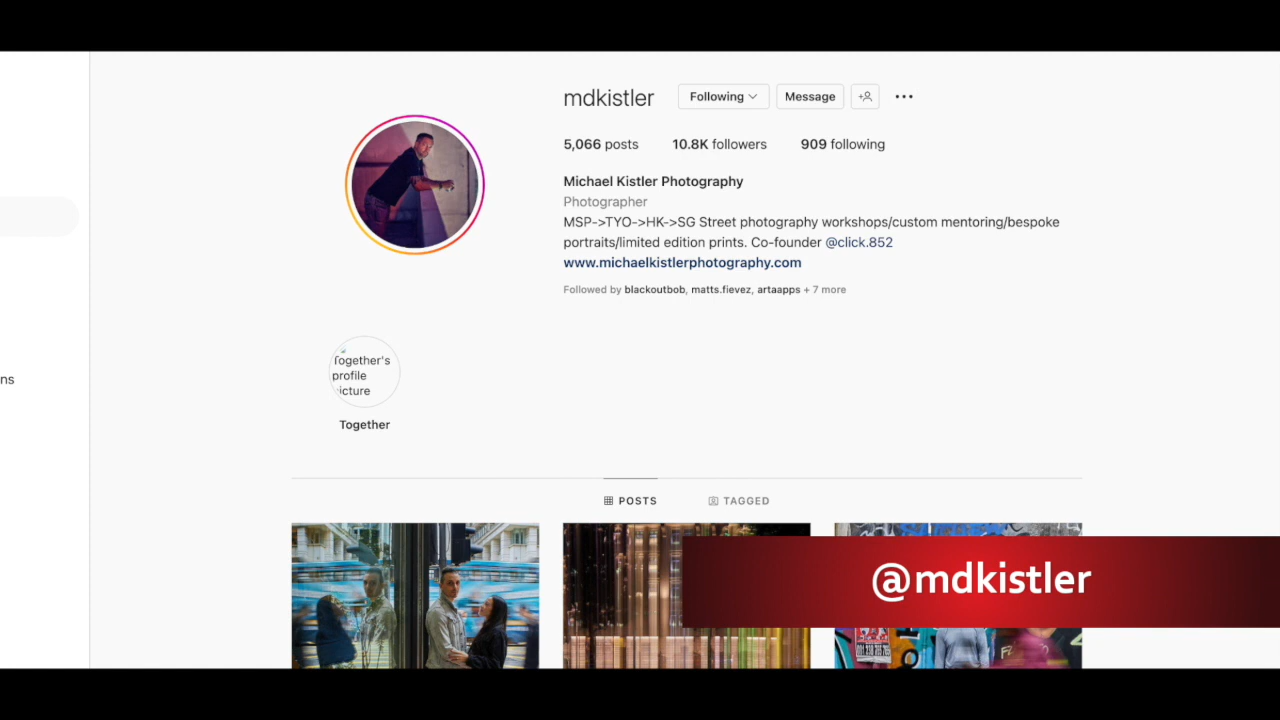 mdkistler Following Message
5,066 posts 10.8K followers 909 following
Michael Kistler Photography
Photographer
MSP->TYO->HK->SG Street photography workshops/custom mentoring/bespoke
portraits/limited edition prints. Co-founder @click.852
www.michaelkistlerphotography.com
Followed by blackoutbob, matts.fievez, artaapps + 7 more
Together's
profile
picture
ns
Together
POSTS TAGGED
@mdkistler